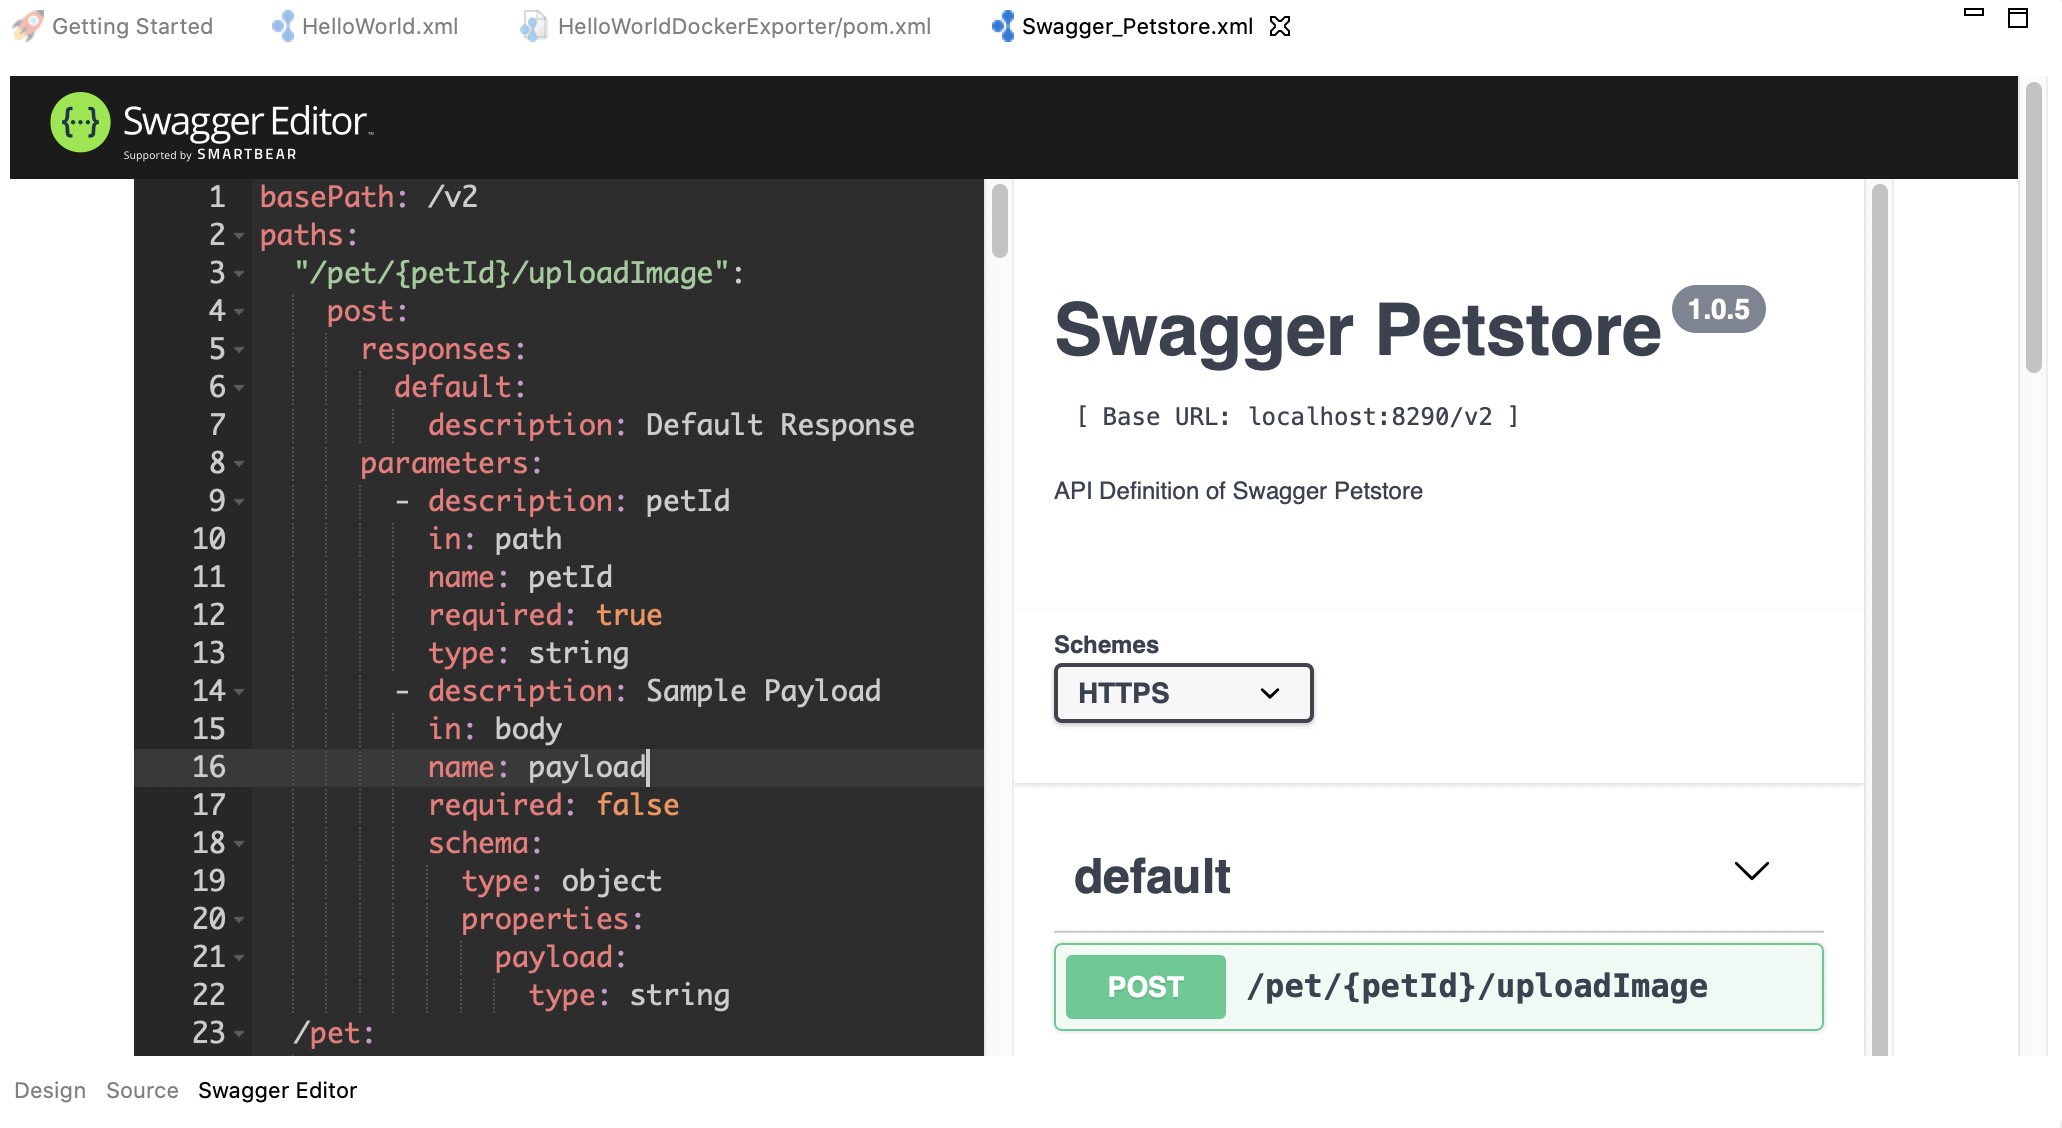 Getting Started HelloWorld.xml HelloWorldDockerExporter/pom.xml Swagger_Petstore.xml
{···} Swagger Editor™
Supported by SMARTBEAR
1 basePath: /v2
2 paths:
3 "/pet/{petId}/uploadImage":
4 post:
5 responses:
6 default:
7 description: Default Response
8 parameters:
9 - description: petId
10 in: path
11 name: petId
12 required: true
13 type: string
14 - description: Sample Payload
15 in: body
16 name: payload
17 required: false
18 schema:
19 type: object
20 properties:
21 payload:
22 type: string
23 /pet:
Swagger Petstore 1.0.5
[ Base URL: localhost:8290/v2 ]
API Definition of Swagger Petstore
Schemes
HTTPS
default
POST /pet/{petId}/uploadImage
Design Source Swagger Editor